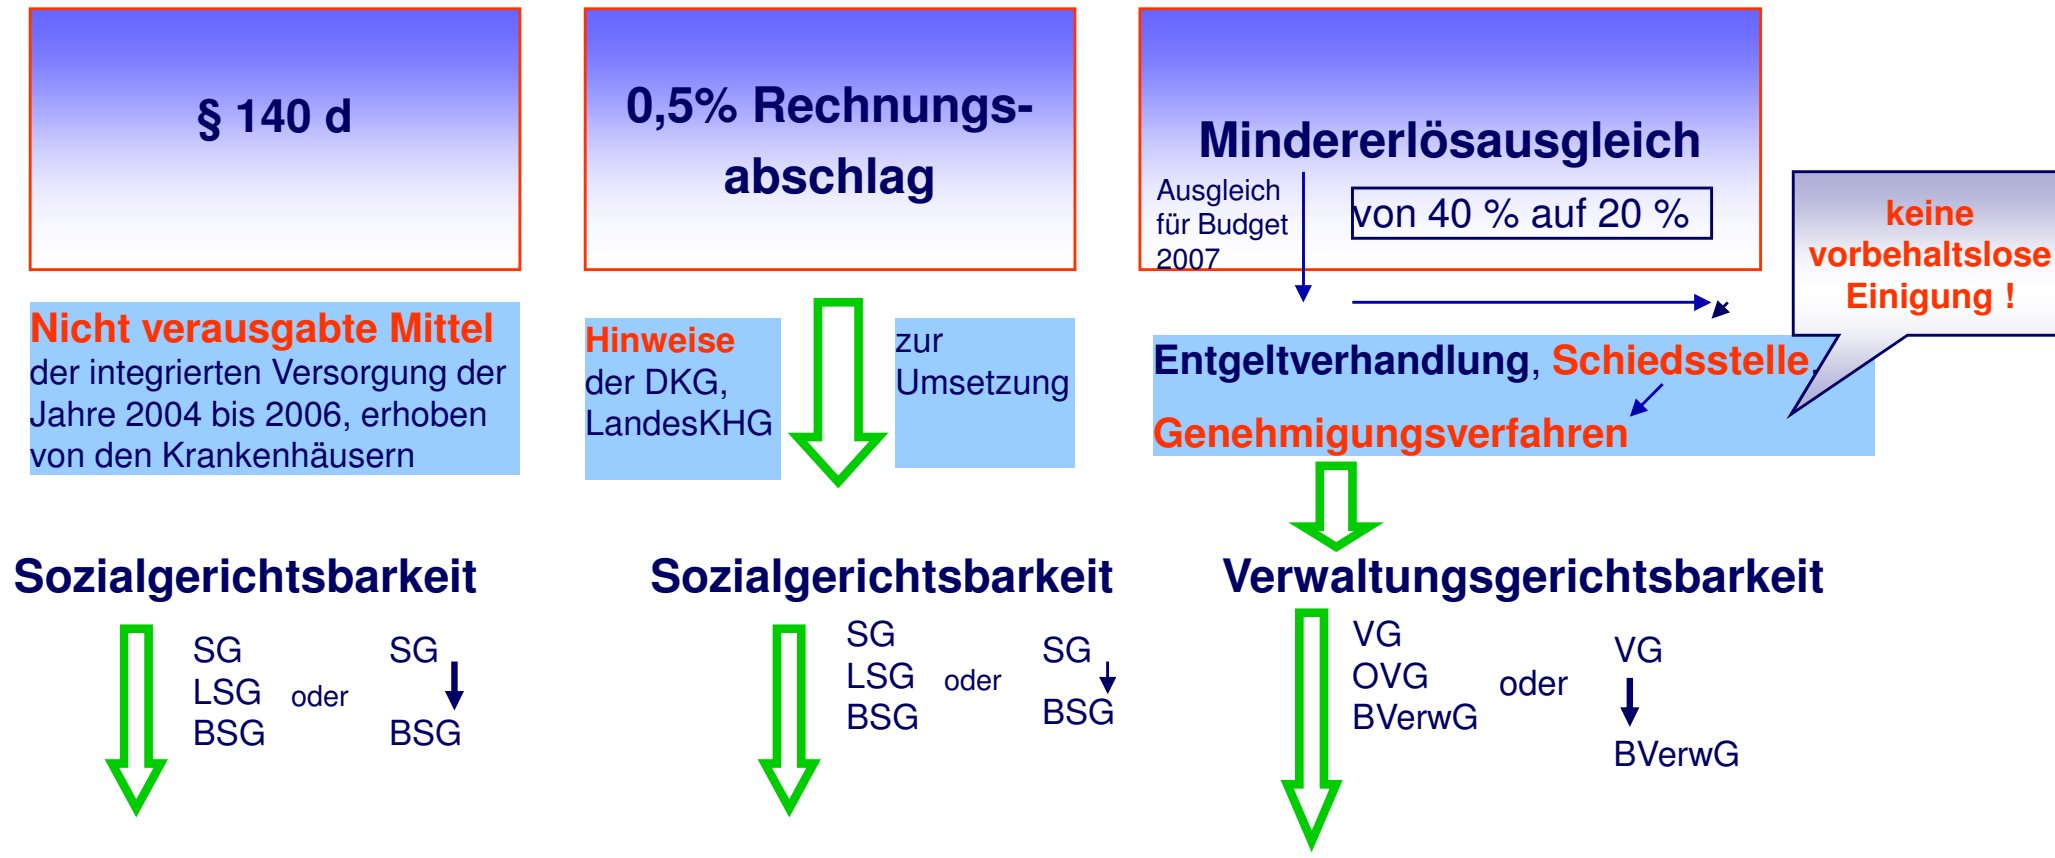 § 140 d
Nicht verausgabte Mittel
der integrierten Versorgung der
Jahre 2004 bis 2006, erhoben
von den Krankenhäusern
Sozialgerichtsbarkeit
SG
LSG
BSG
oder
SG
BSG
0,5% Rechnungs-
abschlag
Hinweise
der DKG,
LandesKHG
zur
Umsetzung
Sozialgerichtsbarkeit
SG
LSG
BSG
oder
SG
BSG
Mindererlösausgleich
Ausgleich
für Budget
2007
von 40 % auf 20 %
keine
vorbehaltslose
Einigung !
Entgeltverhandlung, Schiedsstelle,
Genehmigungsverfahren
Verwaltungsgerichtsbarkeit
VG
OVG
BVerwG
oder
VG
BVerwG